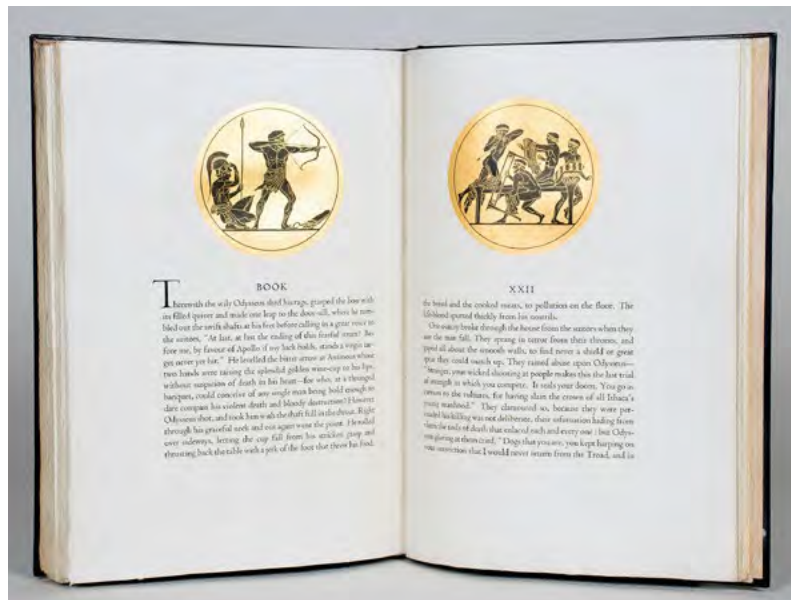 BOOK
Therewith the wily Odysseus shed his rags, grasped the bow with
its filled quiver and made one leap to the door-sill, where he tum-
bled out the swift shafts at his feet before calling in a great voice to
the suitors, "At last, at last the ending of this fearful strain! Be-
fore me, by favour of Apollo if my luck holds, stands a virgin tar-
get never yet hit." He levelled the bitter arrow at Antinous whose
two hands were raising the splendid golden wine-cup to his lips,
without suspicion of death in his heart—for who, at a thronged
banquet, could conceive of any single man being bold enough to
dare compass his violent death and bloody destruction? However
Odysseus shot, and took him with the shaft full in the throat. Right
through his graceful neck and out again went the point. He rolled
over sideways, letting the cup fall from his stricken grasp and
thrusting back the table with a jerk of the foot that threw his food,
XXII
the bread and the cooked meats, to pollution on the floor. The
life-blood spurted thickly from his nostrils.
One outcry broke through the house from the suitors when they
saw the man fall. They sprang in terror from their thrones, and
gaped all about the smooth walls, to find never a shield or great
spear they could snatch up. They rained abuse upon Odysseus—
"Stranger, your wicked shooting at people makes this the last trial
of strength in which you compete. It seals your doom. You go as
carrion to the vultures, for having slain the crown of all Ithaca's
young manhood." They clamoured so, because they were per-
suaded his killing was not deliberate, their infatuation hiding from
them the toils of death that enlaced each and every one: but Odys-
seus glaring at them cried, "Dogs that you are, you kept harping on
your conviction that I would never return from the Troad, and in